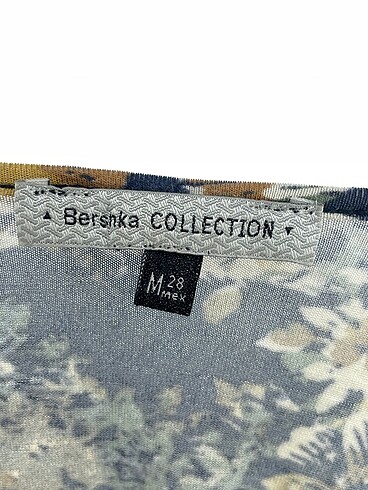 ▲ Bershka COLLECTION ▼
M 28
mex